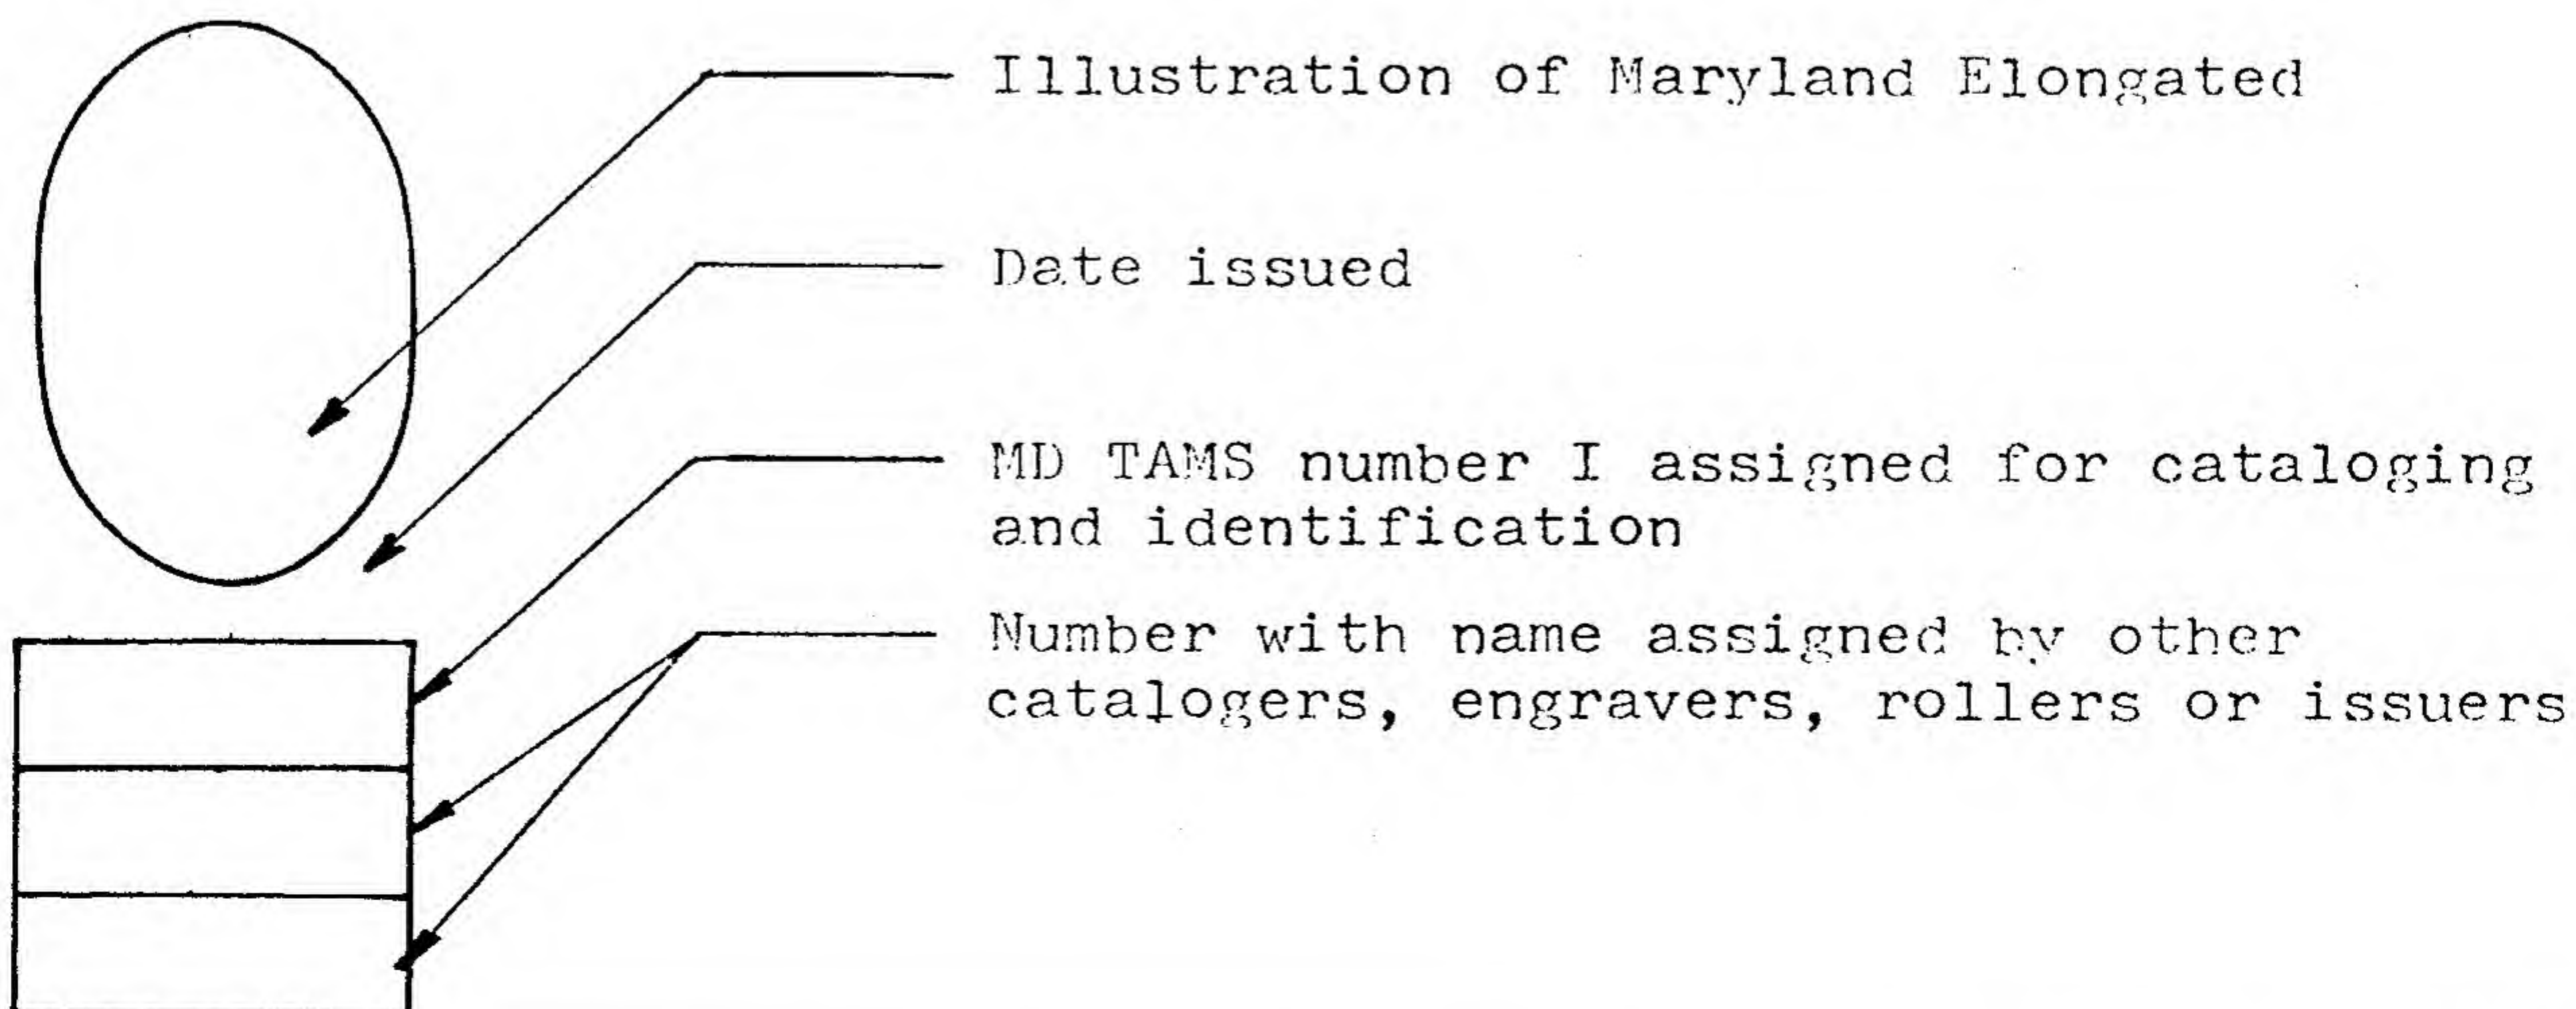 Illustration of Maryland Elongated
Date issued
MD TAMS number I assigned for cataloging
and identification
Number with name assigned by other
catalogers, engravers, rollers or issuers